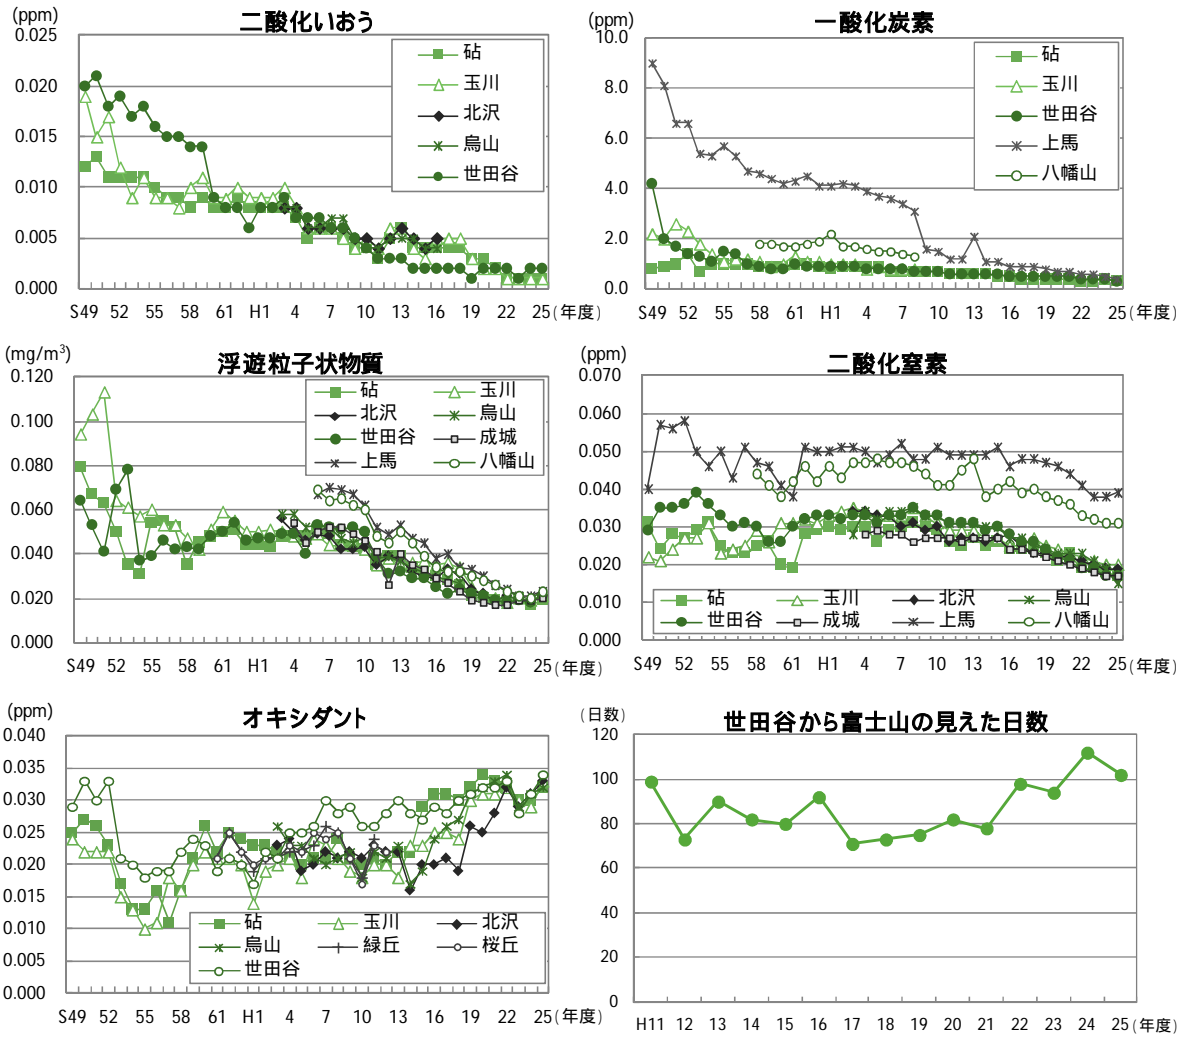 (ppm)
二酸化いおう
0.025
0.020
0.015
0.010
0.005
0.000
砧
玉川
北沢
烏山
世田谷
S49 52 55 58 61 H1 4 7 10 13 16 19 22 25 (年度)
(ppm)
一酸化炭素
10.0
8.0
6.0
4.0
2.0
0.0
砧
玉川
世田谷
上馬
八幡山
S49 52 55 58 61 H1 4 7 10 13 16 19 22 25 (年度)
(mg/m³)
浮遊粒子状物質
0.120
0.100
0.080
0.060
0.040
0.020
0.000
砧 玉川
北沢 烏山
世田谷 成城
上馬 八幡山
S49 52 55 58 61 H1 4 7 10 13 16 19 22 25 (年度)
(ppm)
二酸化窒素
0.070
0.060
0.050
0.040
0.030
0.020
0.010
0.000
砧 玉川 北沢 烏山
世田谷 成城 上馬 八幡山
S49 52 55 58 61 H1 4 7 10 13 16 19 22 25 (年度)
(ppm)
オキシダント
0.040
0.035
0.030
0.025
0.020
0.015
0.010
0.005
0.000
砧 玉川 北沢
烏山 緑丘 桜丘
世田谷
S49 52 55 58 61 H1 4 7 10 13 16 19 22 25 (年度)
(日数)
世田谷から富士山の見えた日数
120
100
80
60
40
20
0
H11 12 13 14 15 16 17 18 19 20 21 22 23 24 25 (年度)